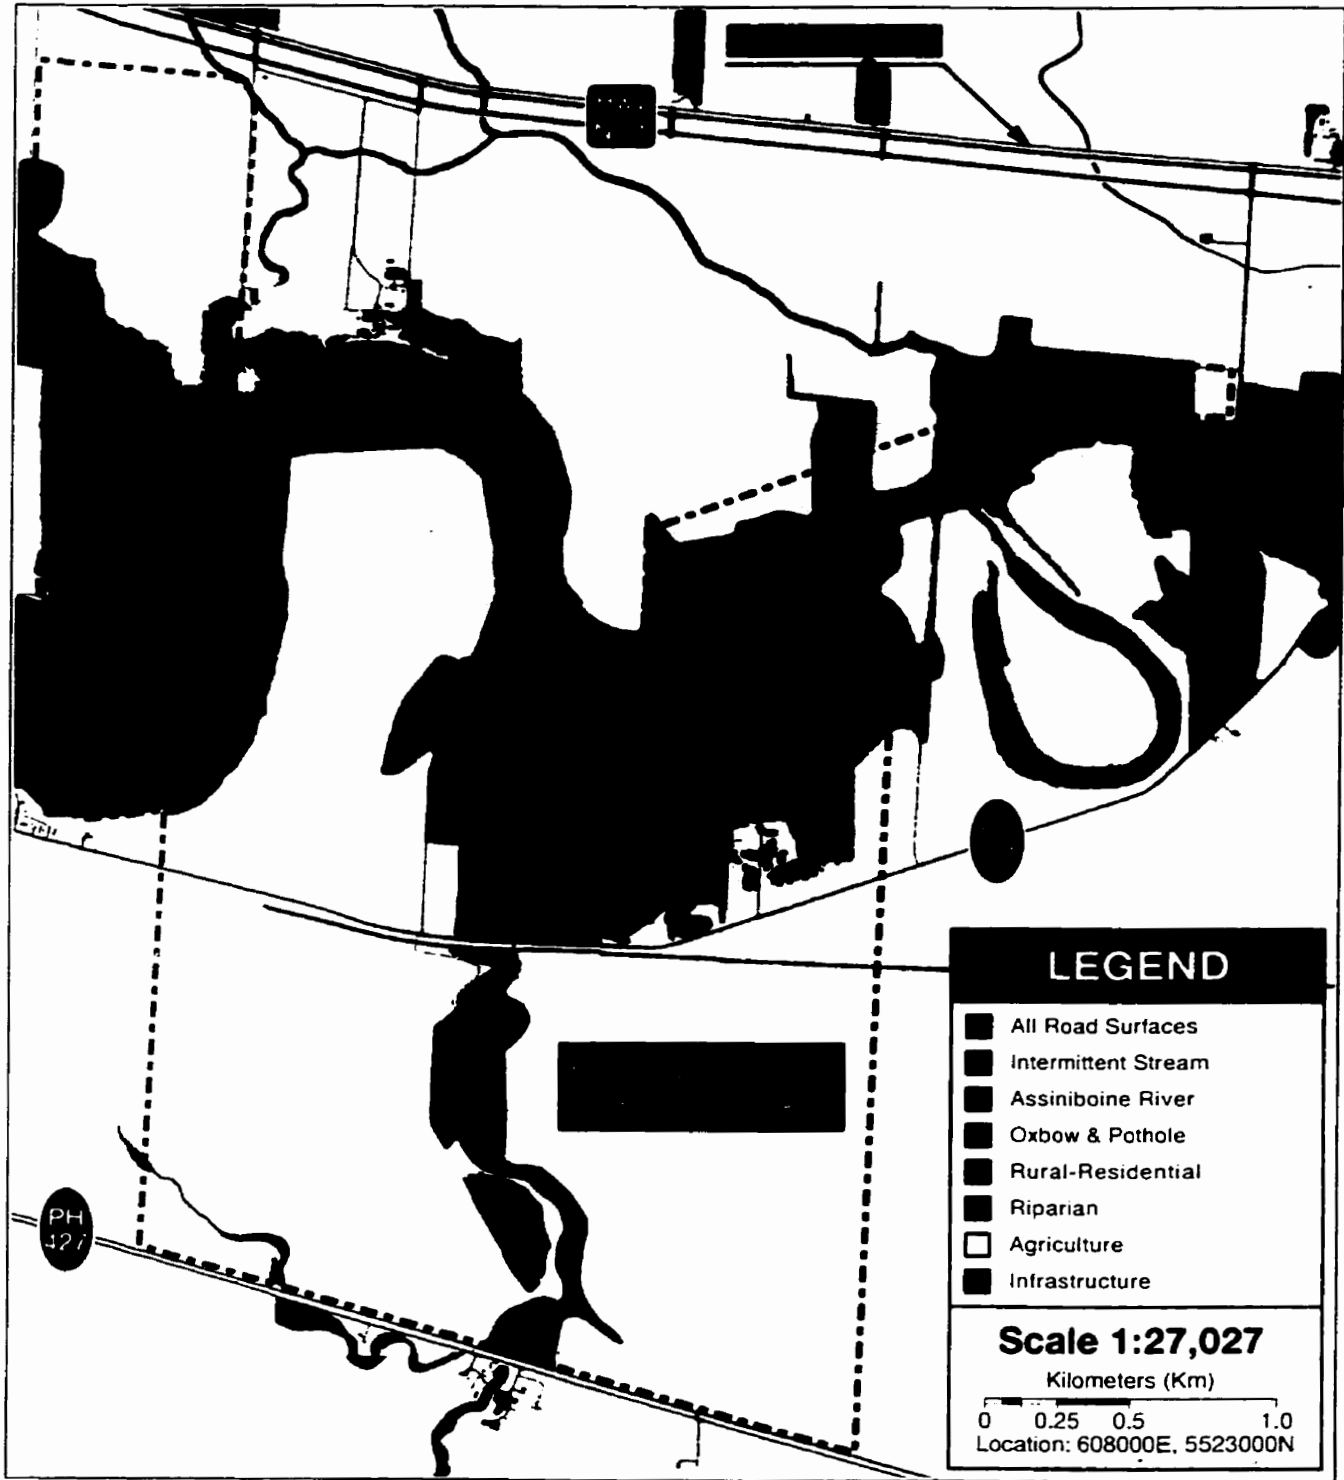 PH
427
LEGEND
All Road Surfaces
Intermittent Stream
Assiniboine River
Oxbow & Pothole
Rural-Residential
Riparian
Agriculture
Infrastructure
Scale 1:27,027
Kilometers (Km)
0 0.25 0.5 1.0
Location: 608000E, 5523000N